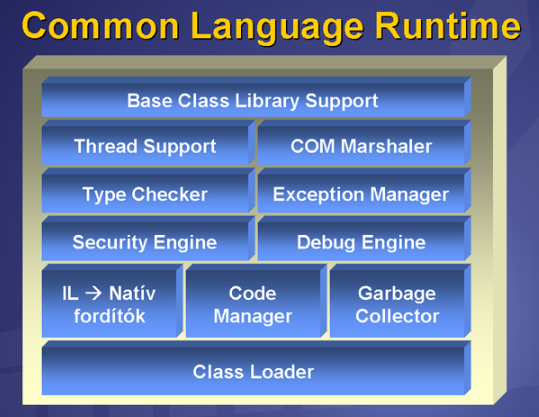 Common Language Runtime
Base Class Library Support
Thread Support
COM Marshaler
Type Checker
Exception Manager
Security Engine
Debug Engine
IL → Natív
fordítók
Code
Manager
Garbage
Collector
Class Loader